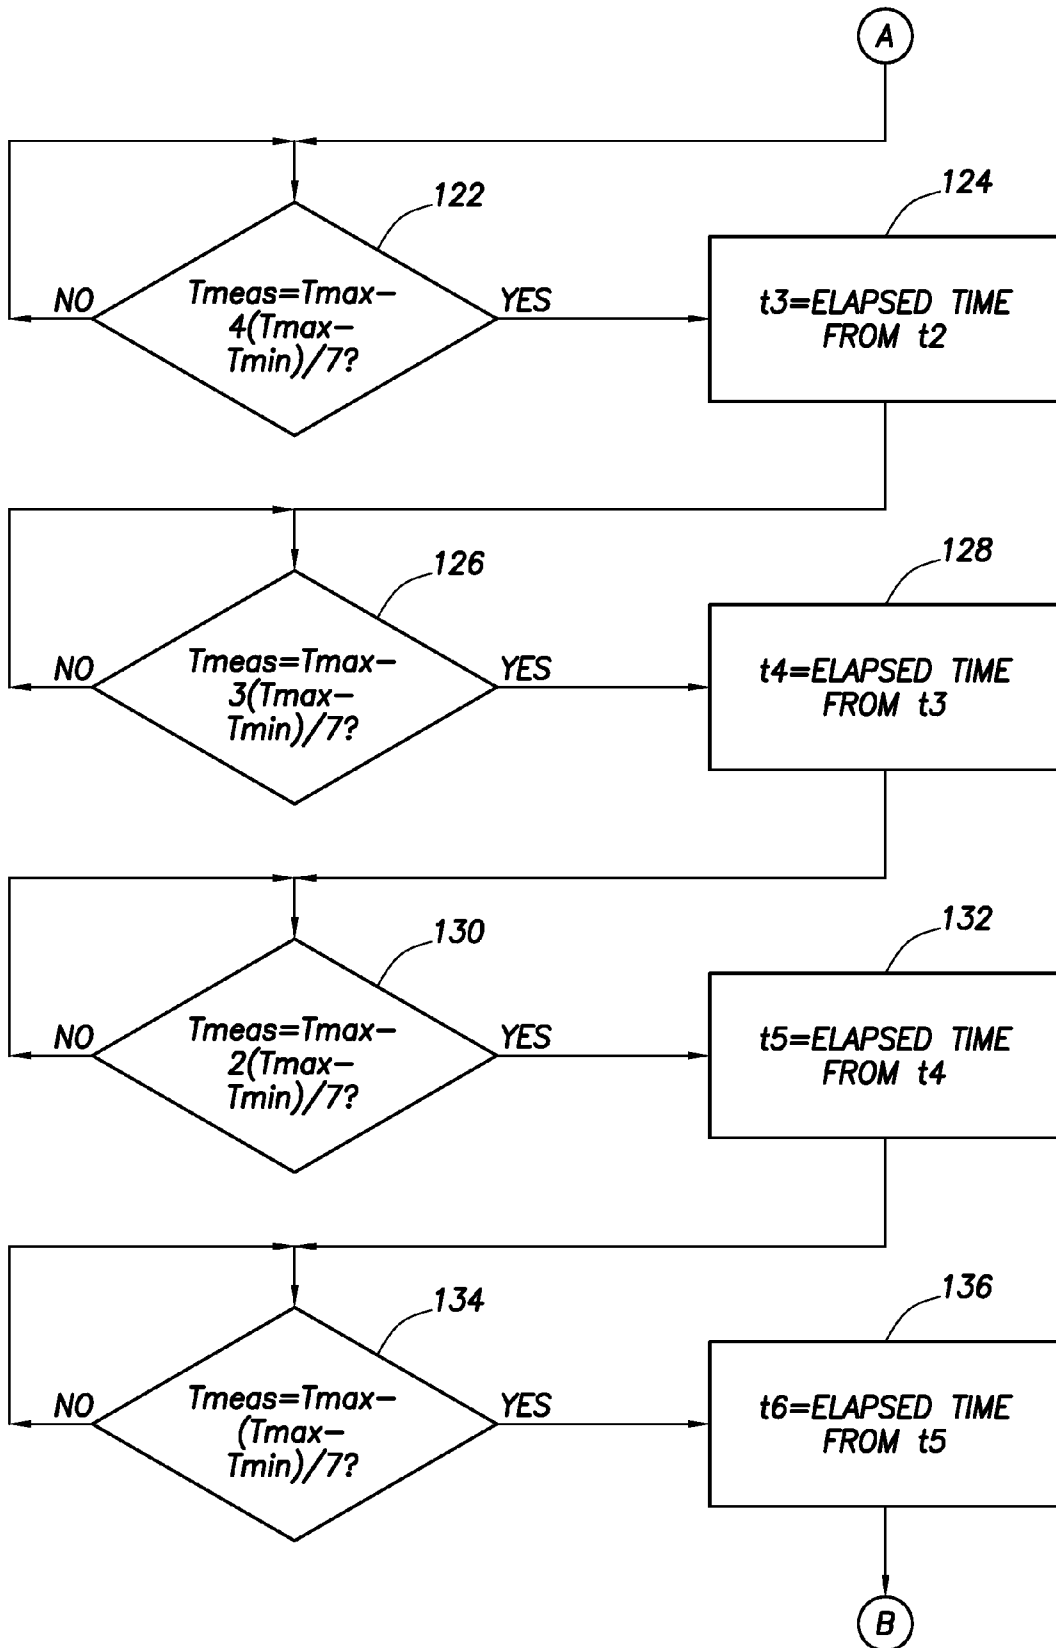 A
122
Tmeas=Tmax-
4(Tmax-
Tmin)/7?
NO
YES
124
t3=ELAPSED TIME
FROM t2
126
Tmeas=Tmax-
3(Tmax-
Tmin)/7?
NO
YES
128
t4=ELAPSED TIME
FROM t3
130
Tmeas=Tmax-
2(Tmax-
Tmin)/7?
NO
YES
132
t5=ELAPSED TIME
FROM t4
134
Tmeas=Tmax-
(Tmax-
Tmin)/7?
NO
YES
136
t6=ELAPSED TIME
FROM t5
B